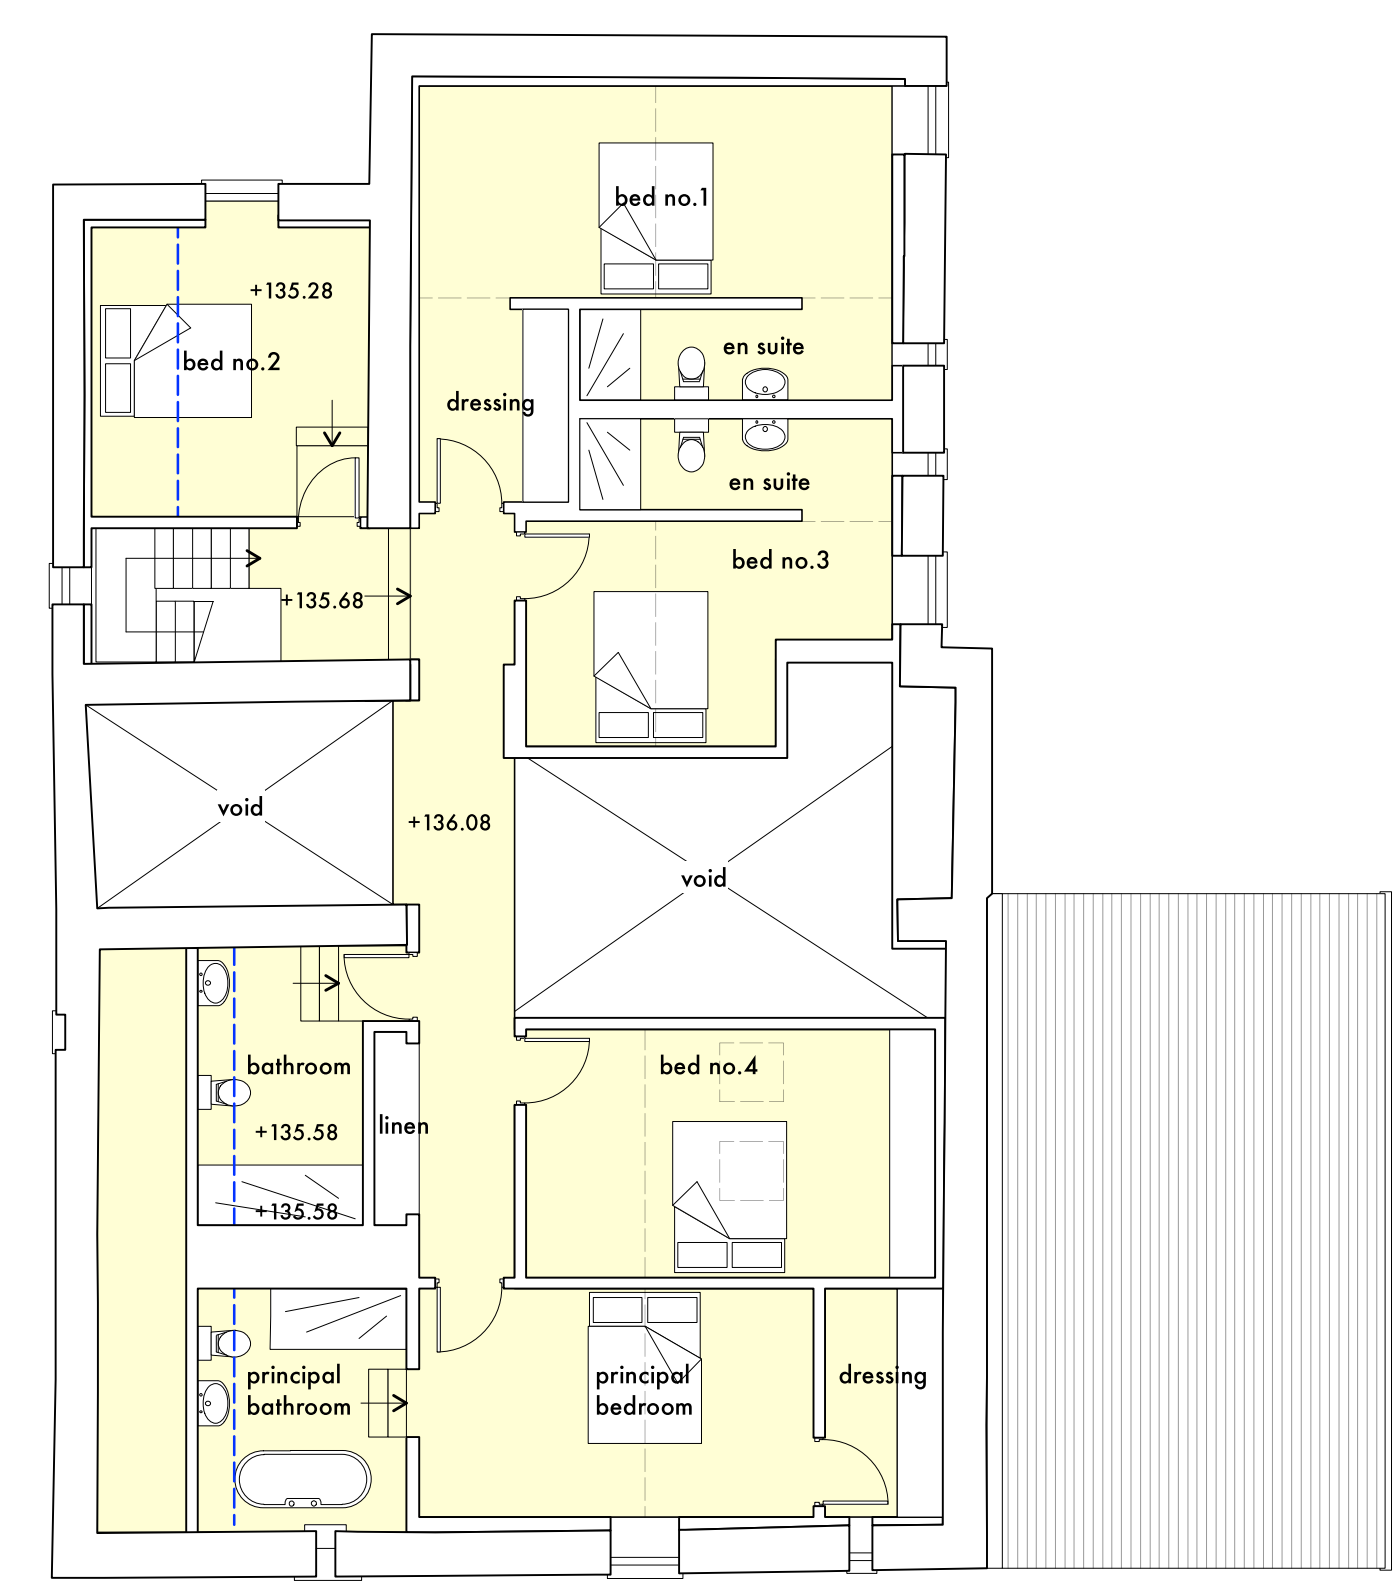 bed no.1
+135.28
en suite
bed no.2
dressing
en suite
bed no.3
+135.68
void
+136.08
void
bathroom
bed no.4
linen
+135.58
+135.58
principal
bathroom
principal
bedroom
dressing